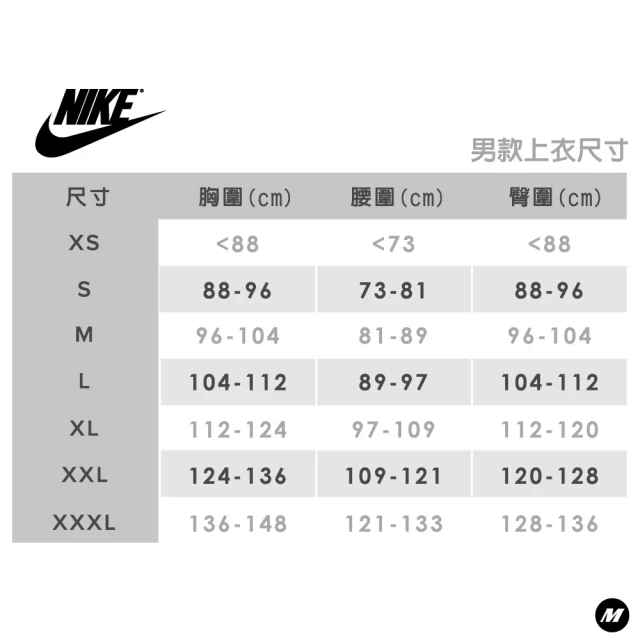 NIKE
男款上衣尺寸
尺寸 胸圍(cm) 腰圍(cm) 臀圍(cm)
XS <88 <73 <88
S 88-96 73-81 88-96
M 96-104 81-89 96-104
L 104-112 89-97 104-112
XL 112-124 97-109 112-120
XXL 124-136 109-121 120-128
XXXL 136-148 121-133 128-136
M